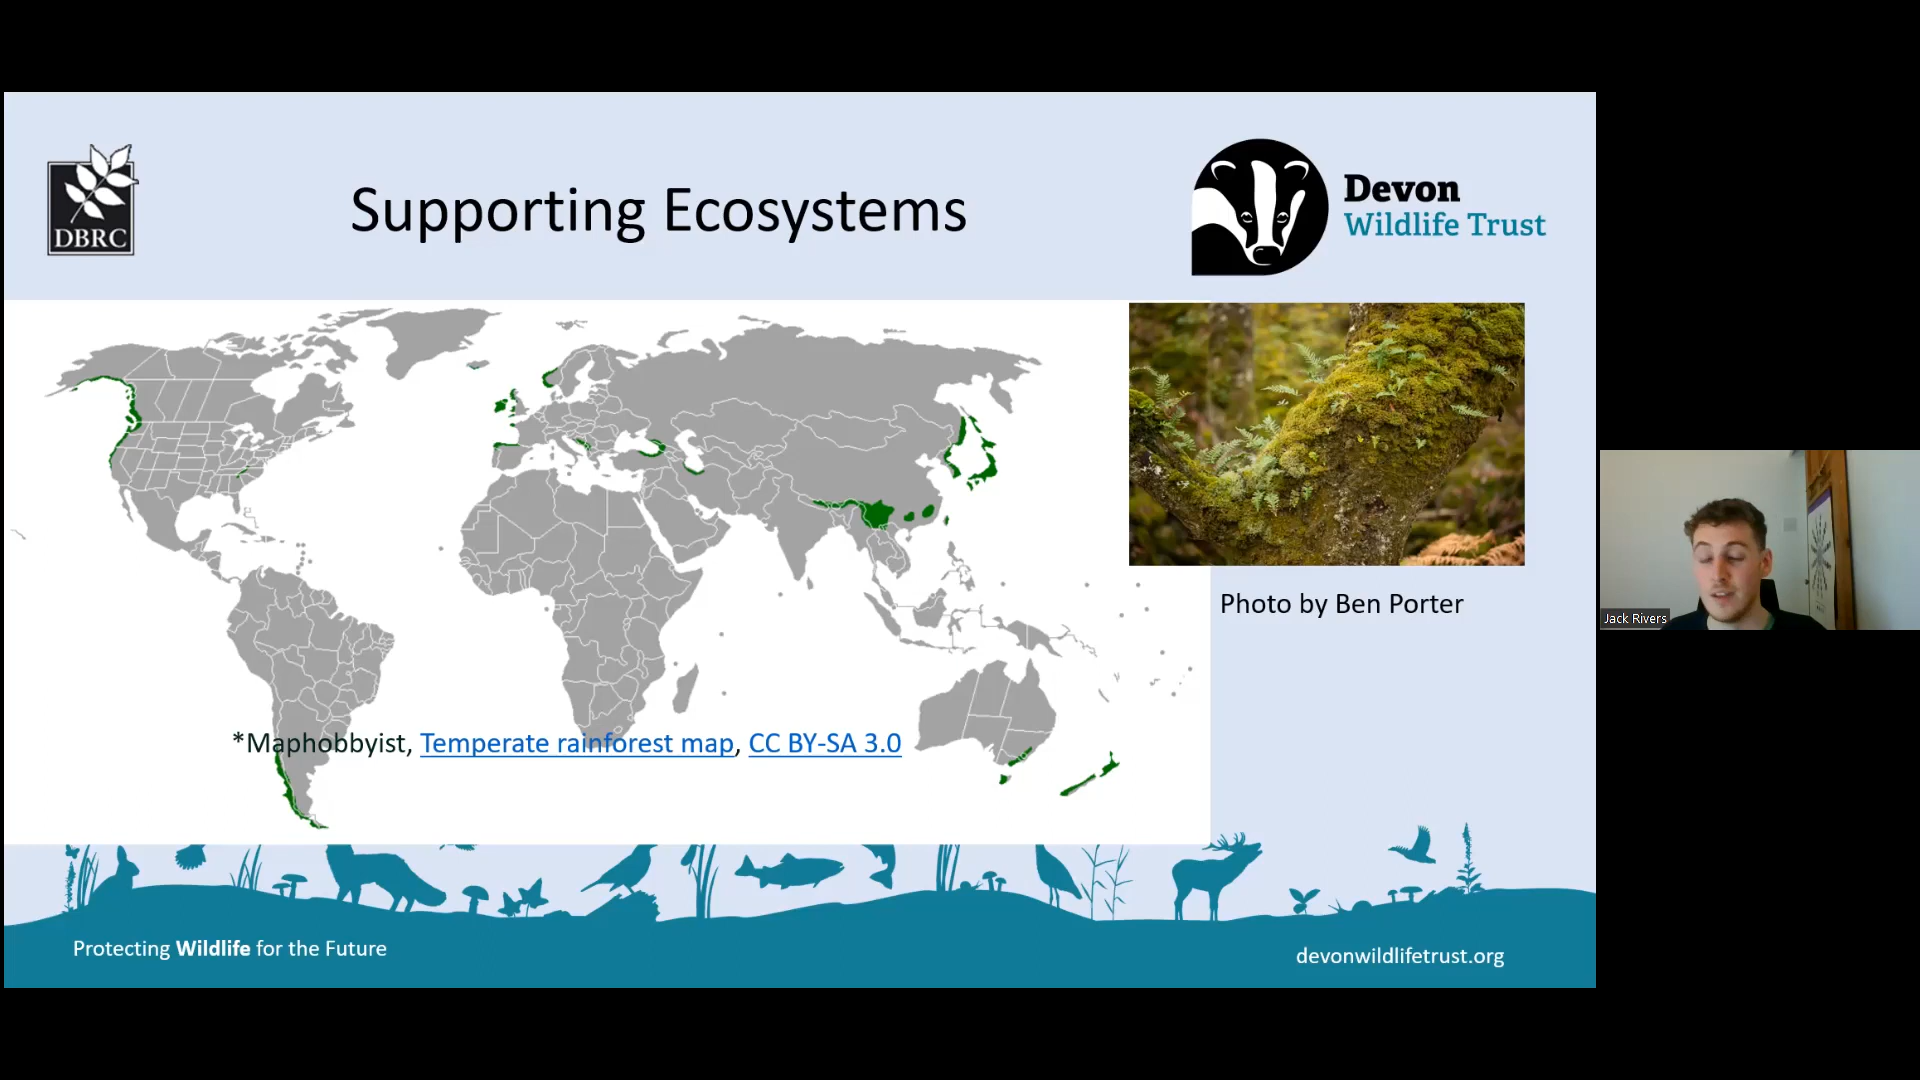 DBRC
Supporting Ecosystems
Devon
Wildlife Trust
Photo by Ben Porter
Jack Rivers
*Maphobbyist, Temperate rainforest map, CC BY-SA 3.0
Protecting Wildlife for the Future
devonwildlifetrust.org